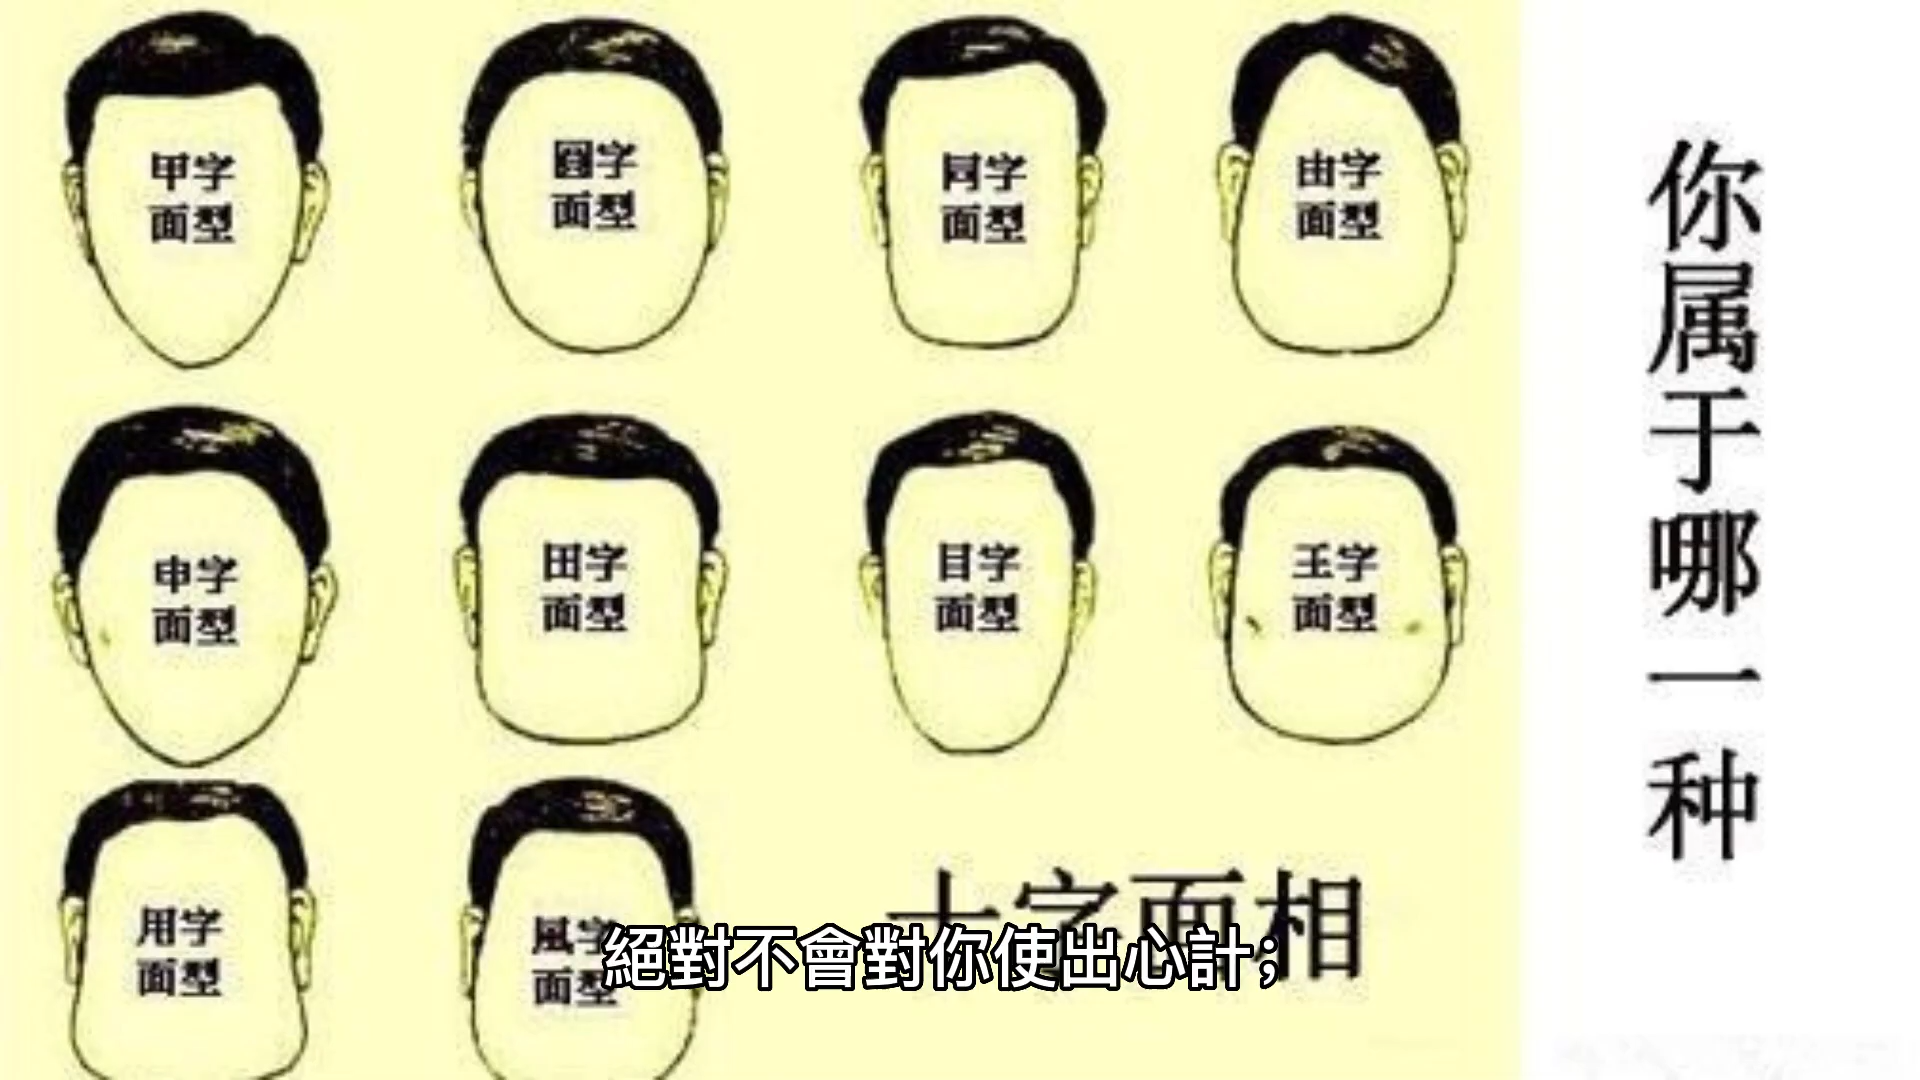 甲字
面型
圓字
面型
同字
面型
由字
面型
申字
面型
田字
面型
目字
面型
王字
面型
用字
面型
風字
面型
十字面相
絕對不會對你使出心計;
你属于哪一种